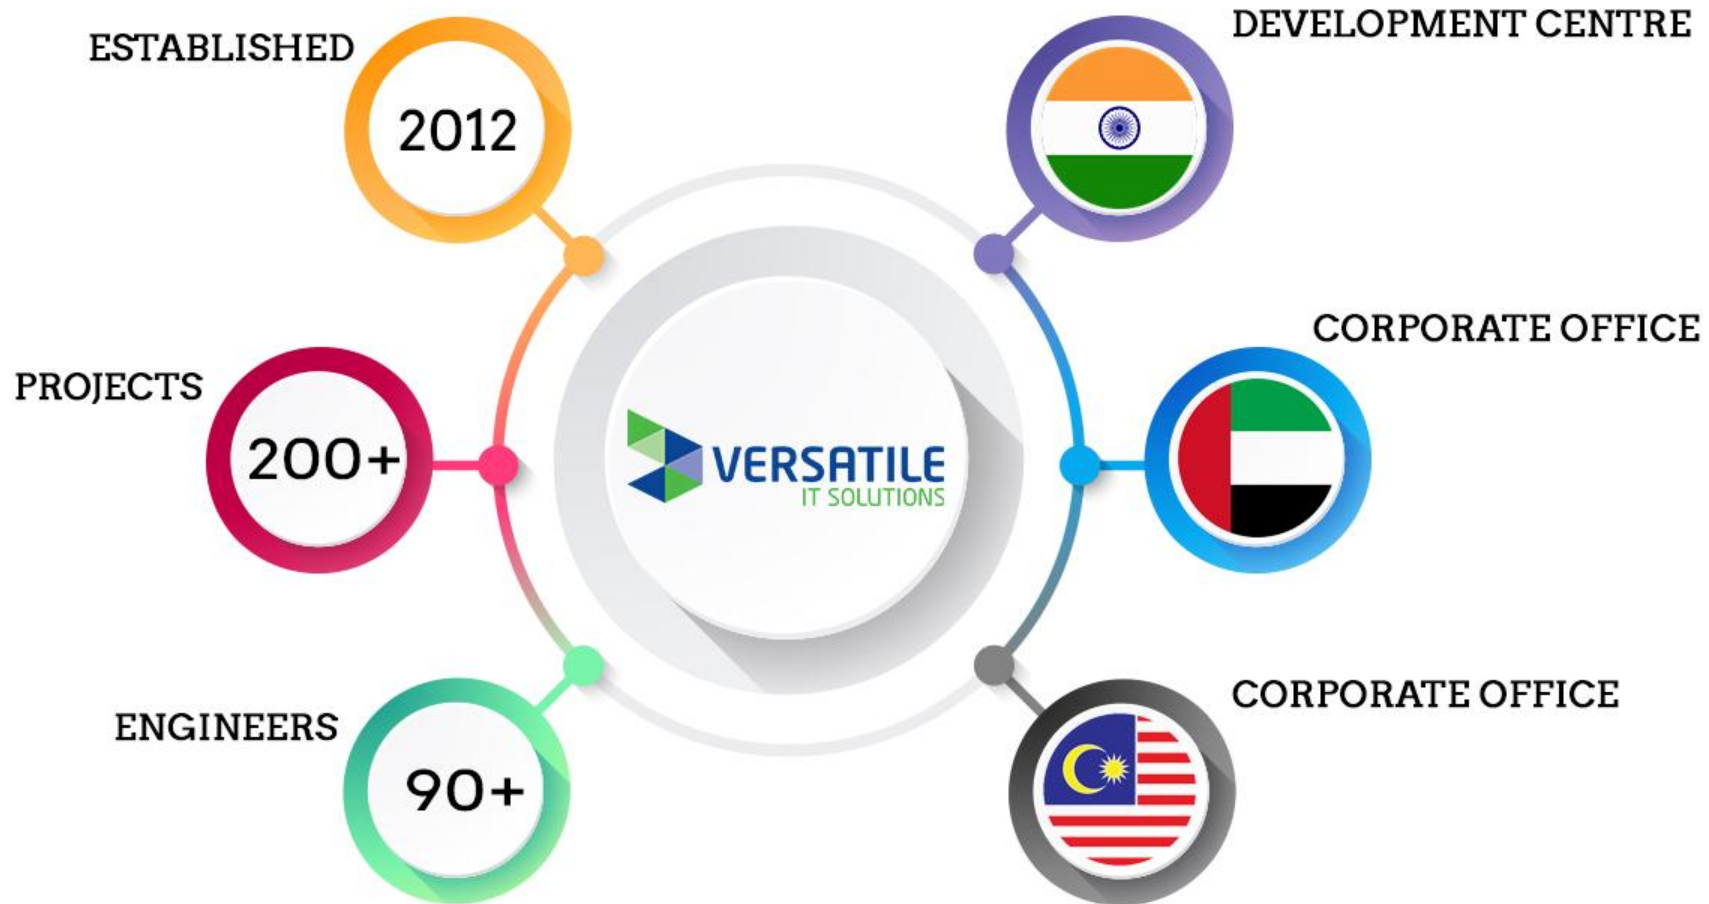 ESTABLISHED
2012
PROJECTS
200+
ENGINEERS
90+
VERSATILE
IT SOLUTIONS
DEVELOPMENT CENTRE
CORPORATE OFFICE
CORPORATE OFFICE